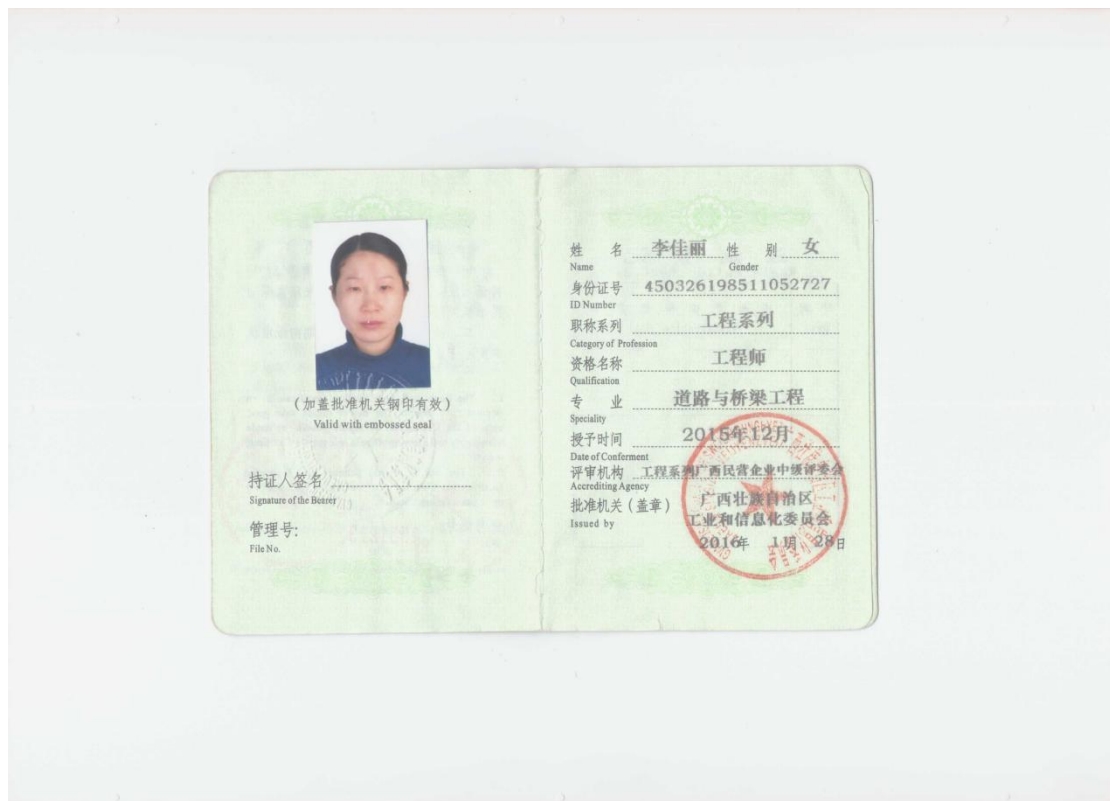 (加盖批准机关钢印有效)
Valid with embossed seal
持证人签名
Signature of the Bearer
管理号:
File No.
姓 名 李佳丽 性 别 女
Name Gender
身份证号 450326198511052727
ID Number
职称系列 工程系列
Category of Profession
资格名称 工程师
Qualification
专 业 道路与桥梁工程
Speciality
授予时间 2015年12月
Date of Conferment
评审机构 工程系列广西民营企业中级评委会
Accrediting Agency
批准机关(盖章) 广西壮族自治区
Issued by 工业和信息化委员会
2016年 1月 28日